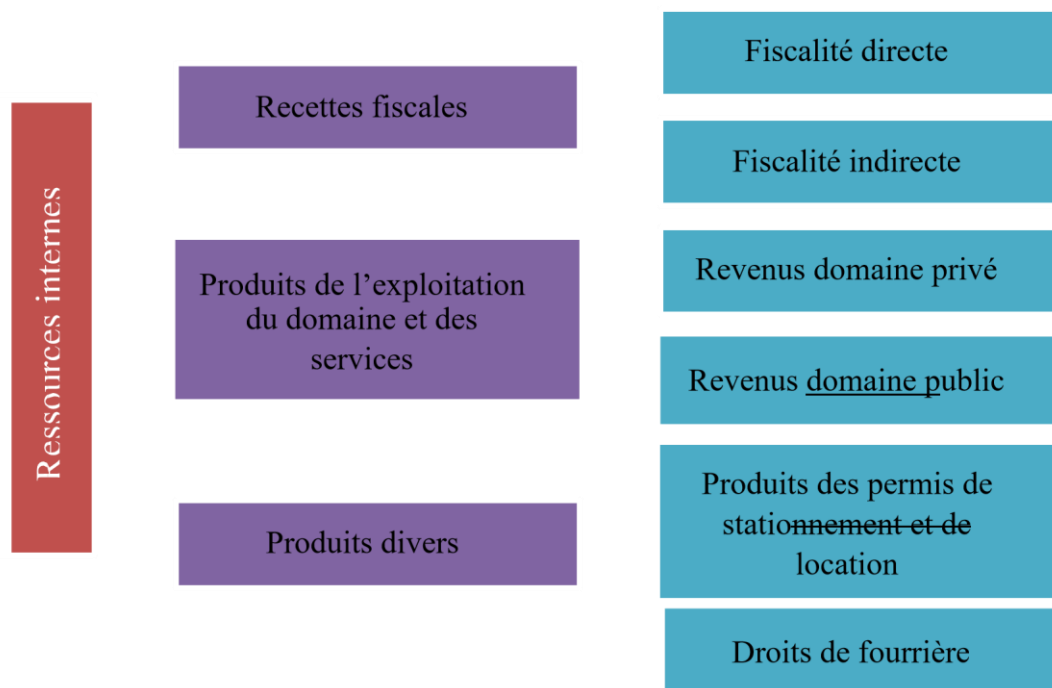 Ressources internes
Recettes fiscales
Produits de l’exploitation
du domaine et des
services
Produits divers
Fiscalité directe
Fiscalité indirecte
Revenus domaine privé
Revenus domaine public
Produits des permis de
stationnement et de
location
Droits de fourrière